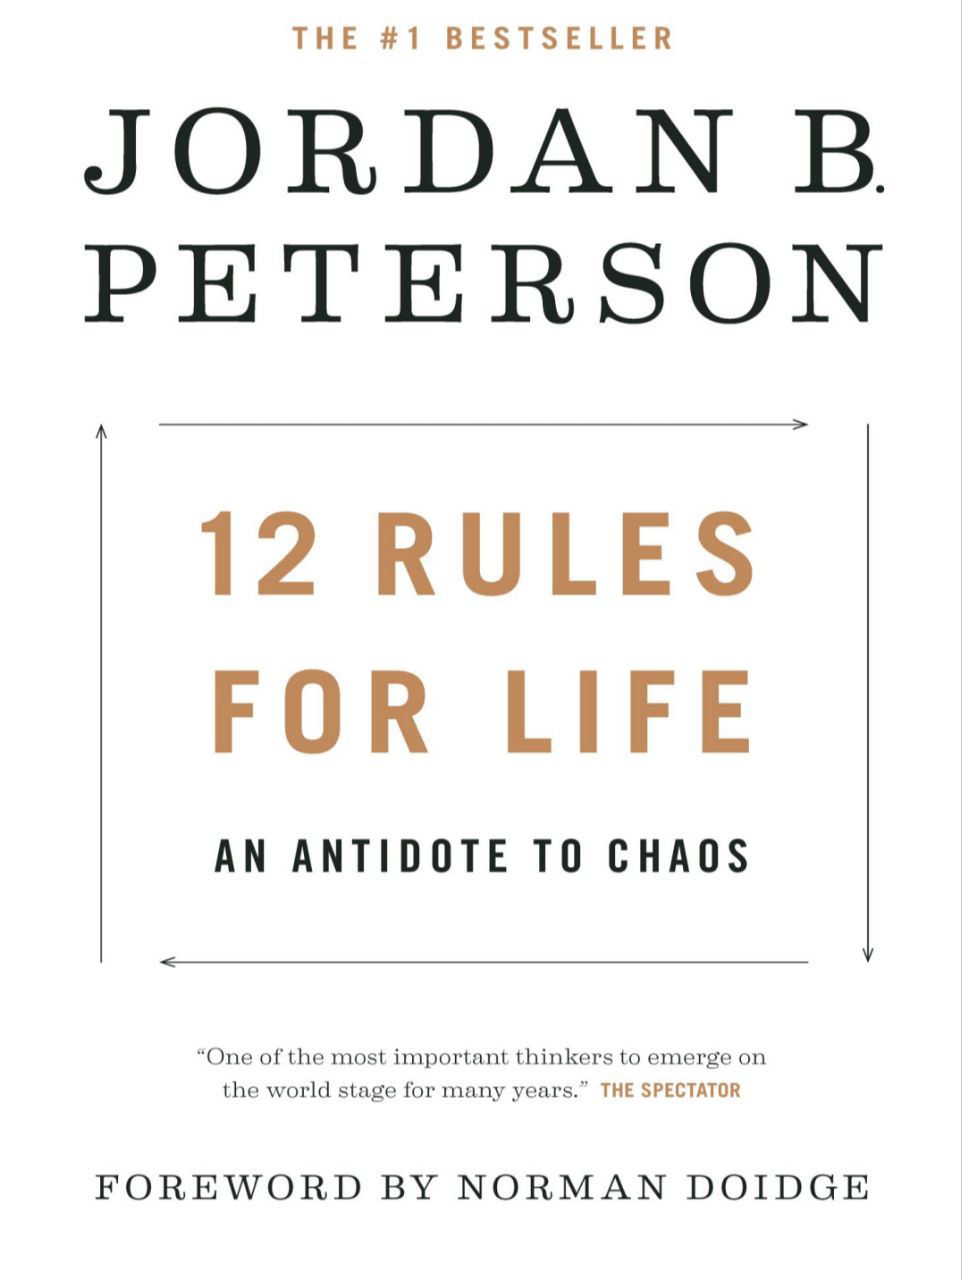 THE #1 BESTSELLER
JORDAN B.
PETERSON
12 RULES
FOR LIFE
AN ANTIDOTE TO CHAOS
“One of the most important thinkers to emerge on
the world stage for many years.” THE SPECTATOR
FOREWORD BY NORMAN DOIDGE